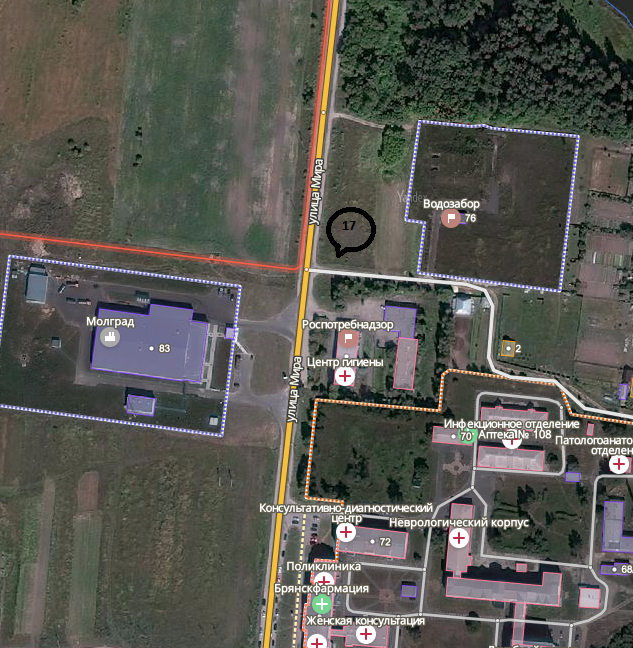 улица Мира
Yandex
Водозабор
76
17
Молград
83
Роспотребнадзор
Центр гигиены
2
улица Мира
Инфекционное отделение
70
Аптека № 108
Патологоанато
отделен
Консультативно-диагностический
центр
72
Неврологический корпус
Поликлиника
68
Брянскфармация
Женская консультация